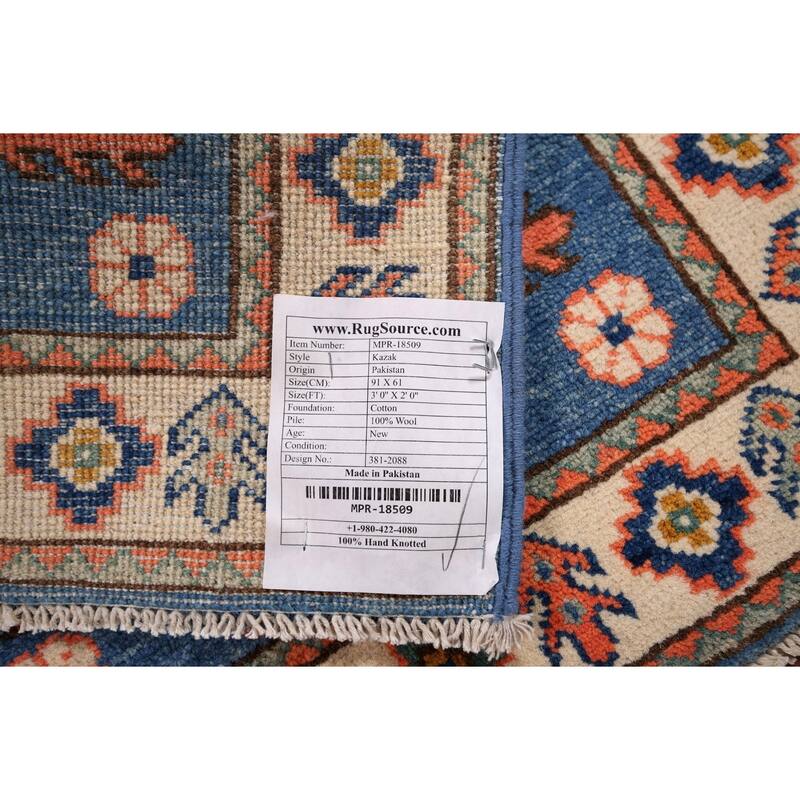 www.RugSource.com
Item Number: MPR-18509
Style Kazak
Origin Pakistan
Size(CM) 91 X 61
Size(FT): 3' 0" X 2' 0"
Foundation: Cotton
Pile: 100% Wool
Age: New
Condition:
Design No.: 381-2088
Made in Pakistan
MPR-18509
+1-980-422-4080
100% Hand Knotted